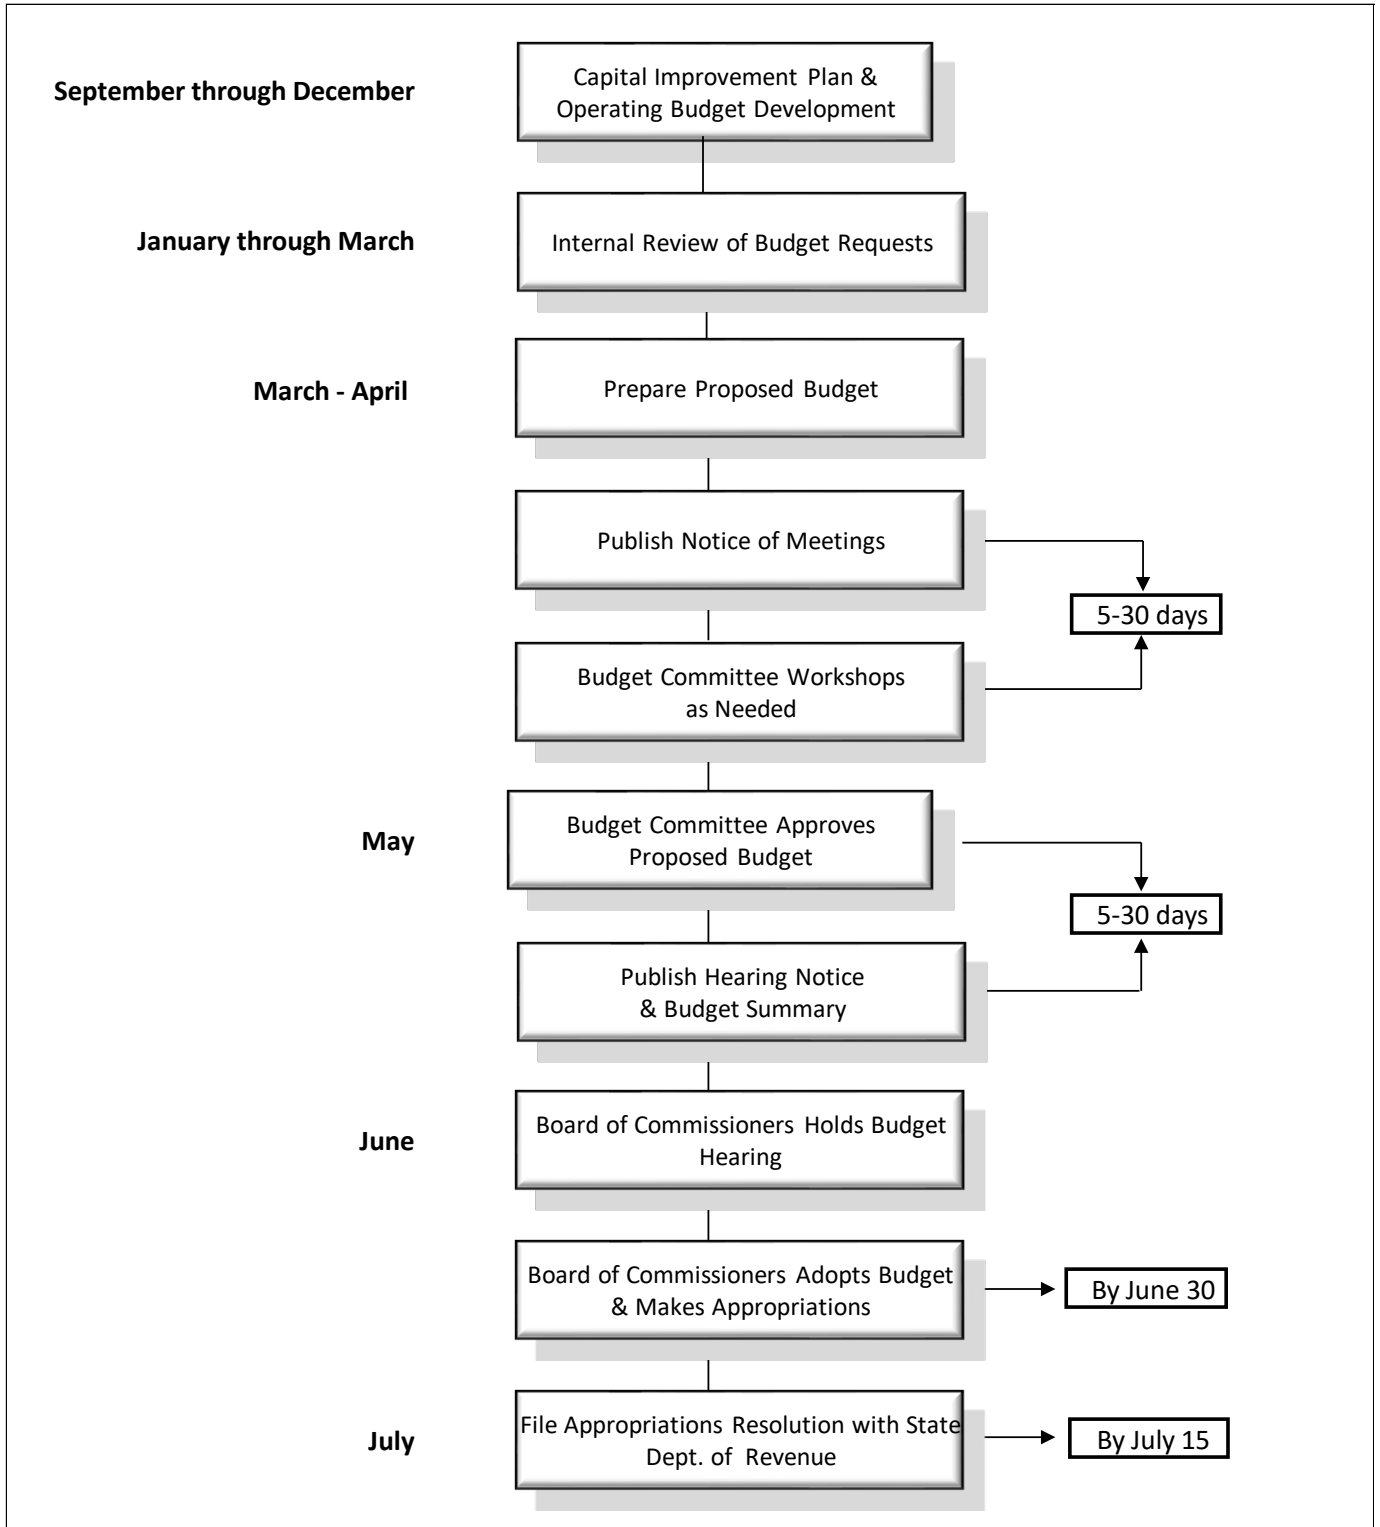 September through December
Capital Improvement Plan &
Operating Budget Development
January through March
Internal Review of Budget Requests
March - April
Prepare Proposed Budget
Publish Notice of Meetings
5-30 days
Budget Committee Workshops
as Needed
May
Budget Committee Approves
Proposed Budget
5-30 days
Publish Hearing Notice
& Budget Summary
June
Board of Commissioners Holds Budget
Hearing
Board of Commissioners Adopts Budget
& Makes Appropriations
By June 30
July
File Appropriations Resolution with State
Dept. of Revenue
By July 15